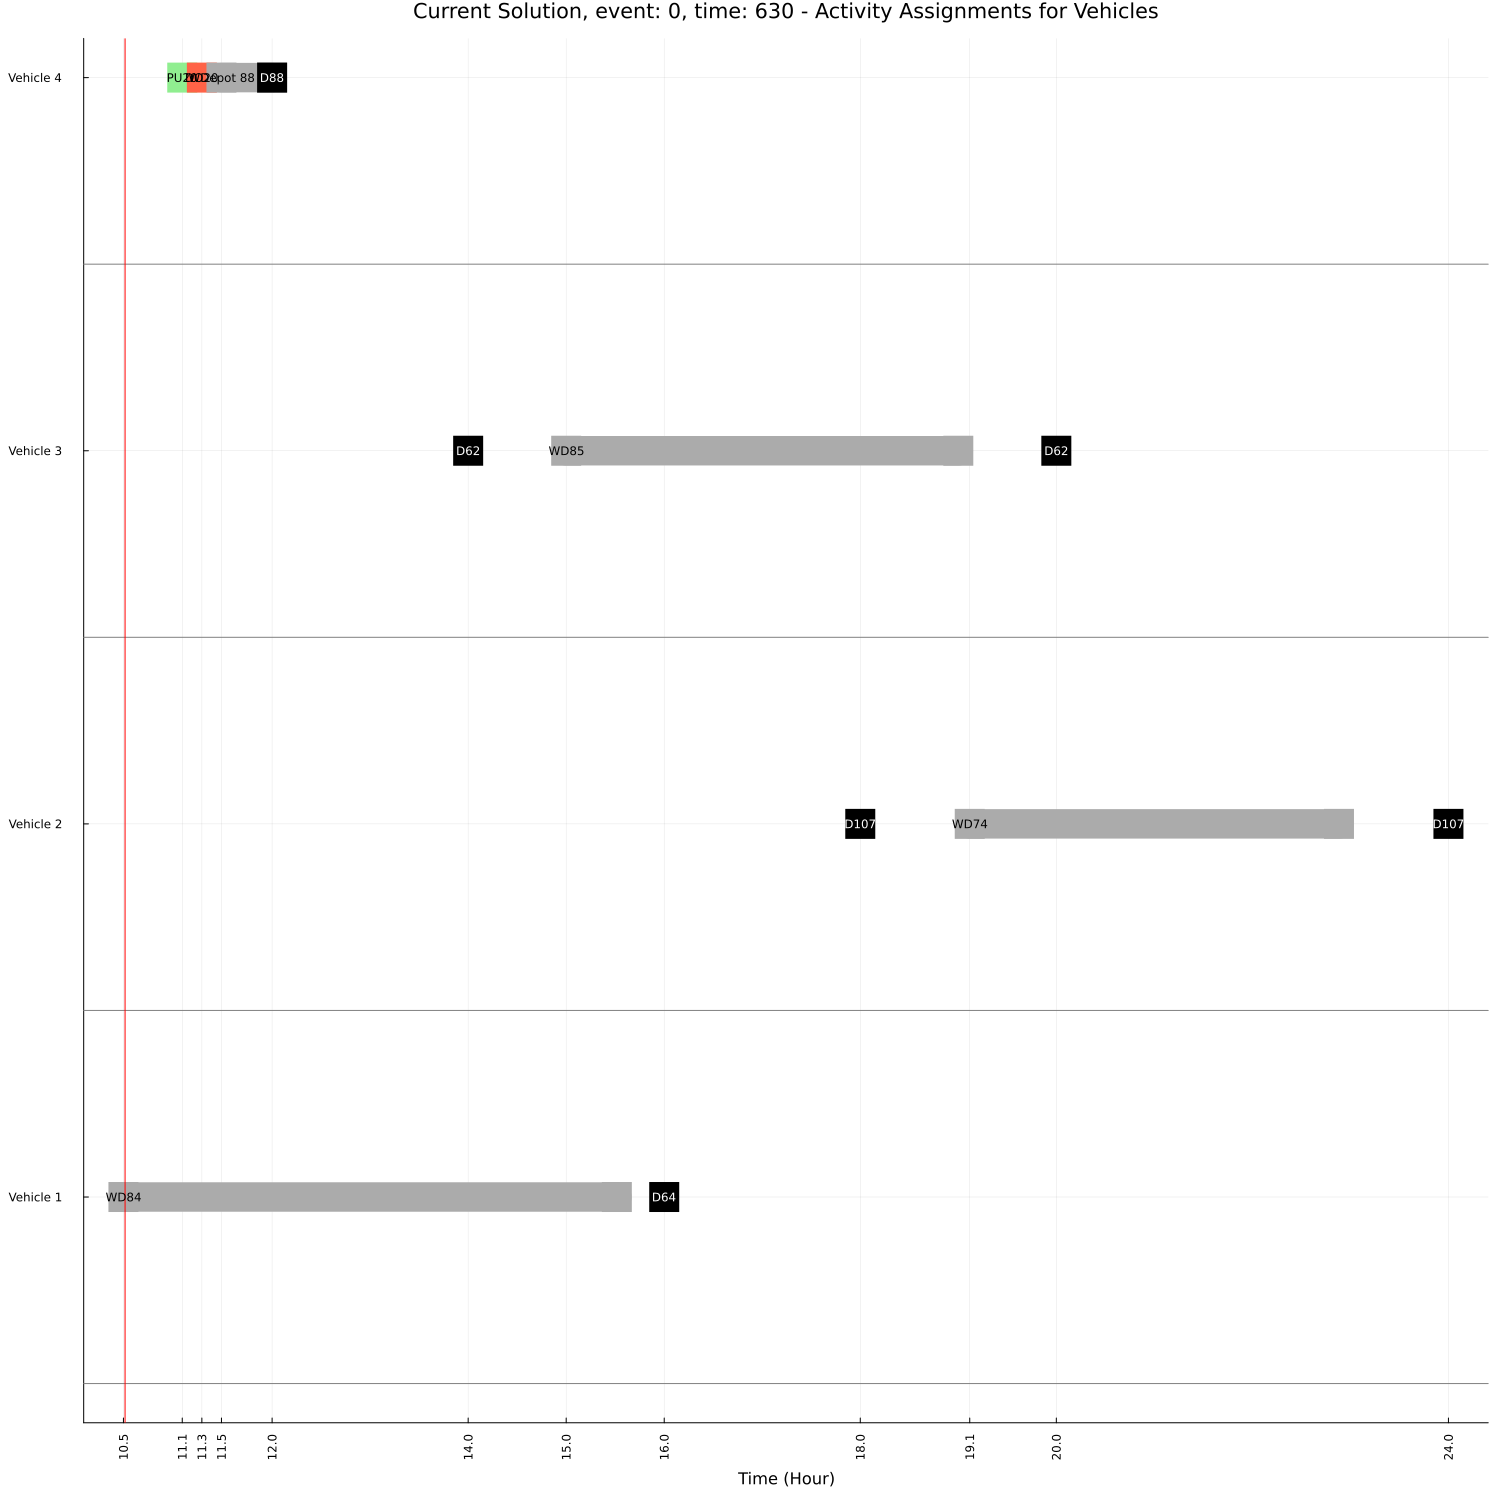 Current Solution, event: 0, time: 630 - Activity Assignments for Vehicles
Vehicle 4
PU20
D88
Vehicle 3
D62
WD85
D62
Vehicle 2
D107
WD74
D107
Vehicle 1
WD84
D64
10.5
11.1
11.3
11.5
12.0
14.0
15.0
16.0
18.0
19.1
20.0
24.0
Time (Hour)